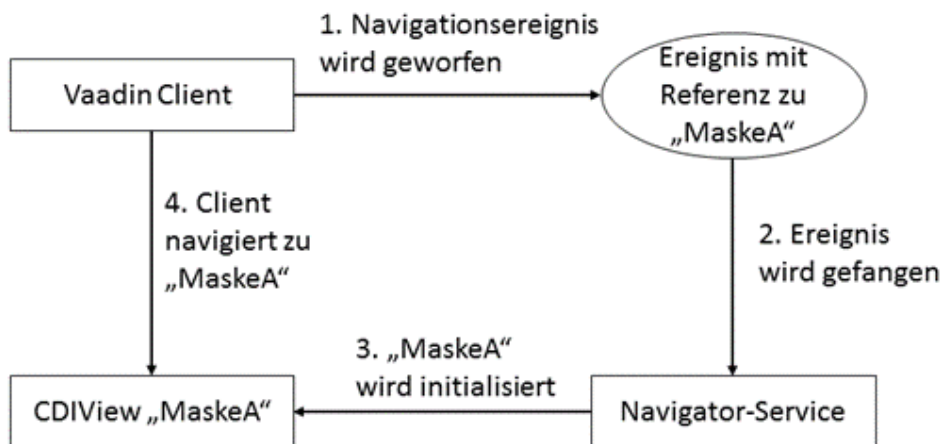 1. Navigationsereignis
wird geworfen
Vaadin Client
Ereignis mit
Referenz zu
„MaskeA“
4. Client
navigiert zu
„MaskeA“
2. Ereignis
wird gefangen
3. „MaskeA“
wird initialisiert
CDIView „MaskeA“
Navigator-Service